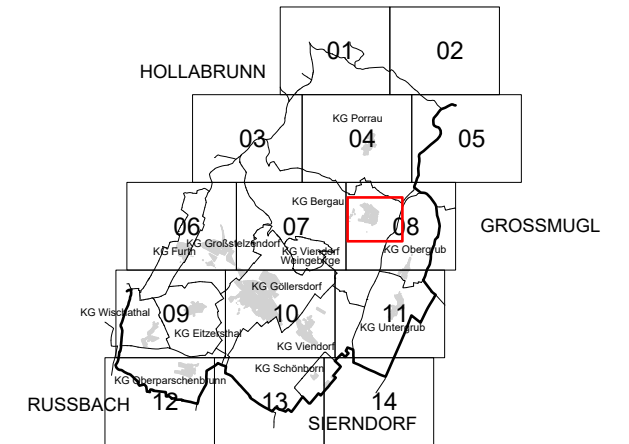 01
02
HOLLABRUNN
KG Porrau
03
04
05
KG Bergau
06
07
08
GROSSMUGL
KG Großstelzendorf
KG Furth
KG Viendorf
Weingebirge
KG Obergrub
KG Göllersdorf
KG Wischathal
09
10
11
KG Eitzersthal
KG Untergrub
KG Viendorf
KG Schönborn
KG Oberparschenbrunn
RUSSBACH
12
13
14
SIERNDORF